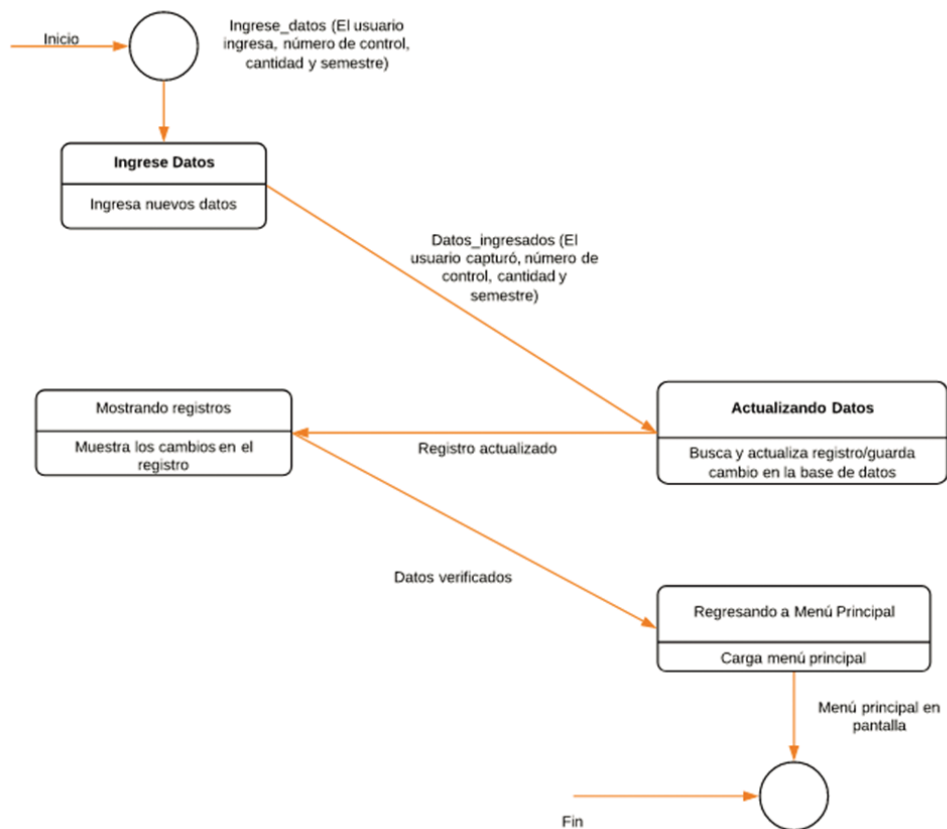 Inicio
Ingrese_datos (El usuario
ingresa, número de control,
cantidad y semestre)
Ingrese Datos
Ingresa nuevos datos
Datos_ingresados (El
usuario capturó, número de
control, cantidad y
semestre)
Mostrando registros
Muestra los cambios en el
registro
Registro actualizado
Actualizando Datos
Busca y actualiza registro/guarda
cambio en la base de datos
Datos verificados
Regresando a Menú Principal
Carga menú principal
Menú principal en
pantalla
Fin